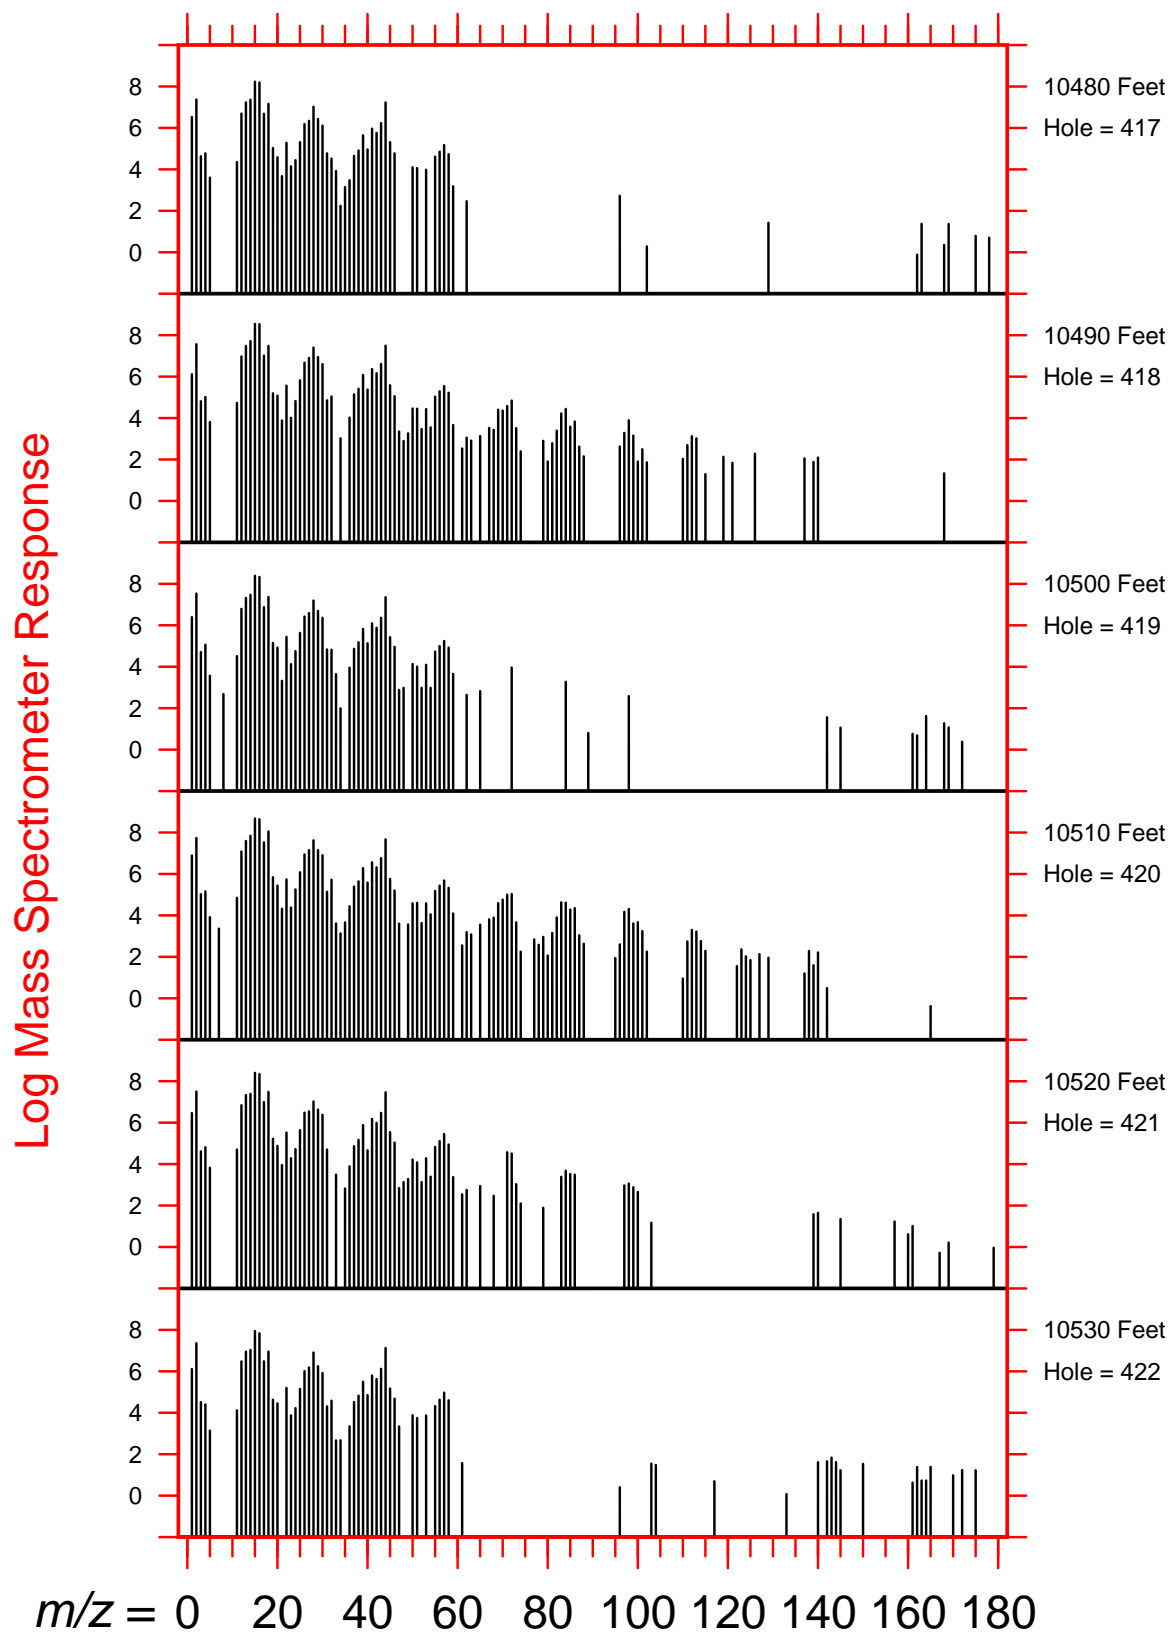 Log Mass Spectrometer Response
8
6
4
2
0
10480 Feet
Hole = 417
8
6
4
2
0
10490 Feet
Hole = 418
8
6
4
2
0
10500 Feet
Hole = 419
8
6
4
2
0
10510 Feet
Hole = 420
8
6
4
2
0
10520 Feet
Hole = 421
8
6
4
2
0
10530 Feet
Hole = 422
m/z = 0 20 40 60 80 100 120 140 160 180